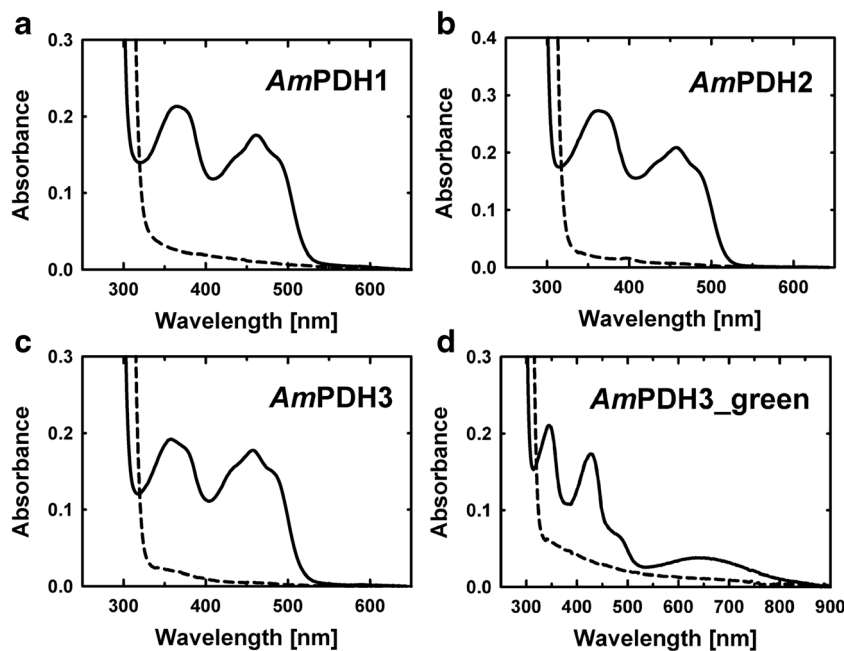 a
0.3
0.2
0.1
0.0
Absorbance
AmPDH1
300 400 500 600
Wavelength [nm]
b
0.4
0.3
0.2
0.1
0.0
Absorbance
AmPDH2
300 400 500 600
Wavelength [nm]
c
0.3
0.2
0.1
0.0
Absorbance
AmPDH3
300 400 500 600
Wavelength [nm]
d
0.3
0.2
0.1
0.0
Absorbance
AmPDH3_green
300 400 500 600 700 800 900
Wavelength [nm]